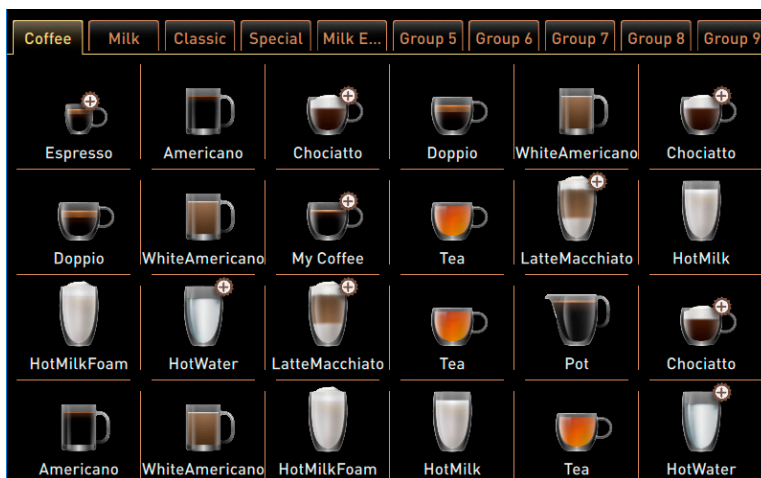 Coffee Milk Classic Special Milk E... Group 5 Group 6 Group 7 Group 8 Group 9
Espresso Americano Chociatto Doppio WhiteAmericano Chociatto
Doppio WhiteAmericano My Coffee Tea LatteMacchiato HotMilk
HotMilkFoam HotWater LatteMacchiato Tea Pot Chociatto
Americano WhiteAmericano HotMilkFoam HotMilk Tea HotWater